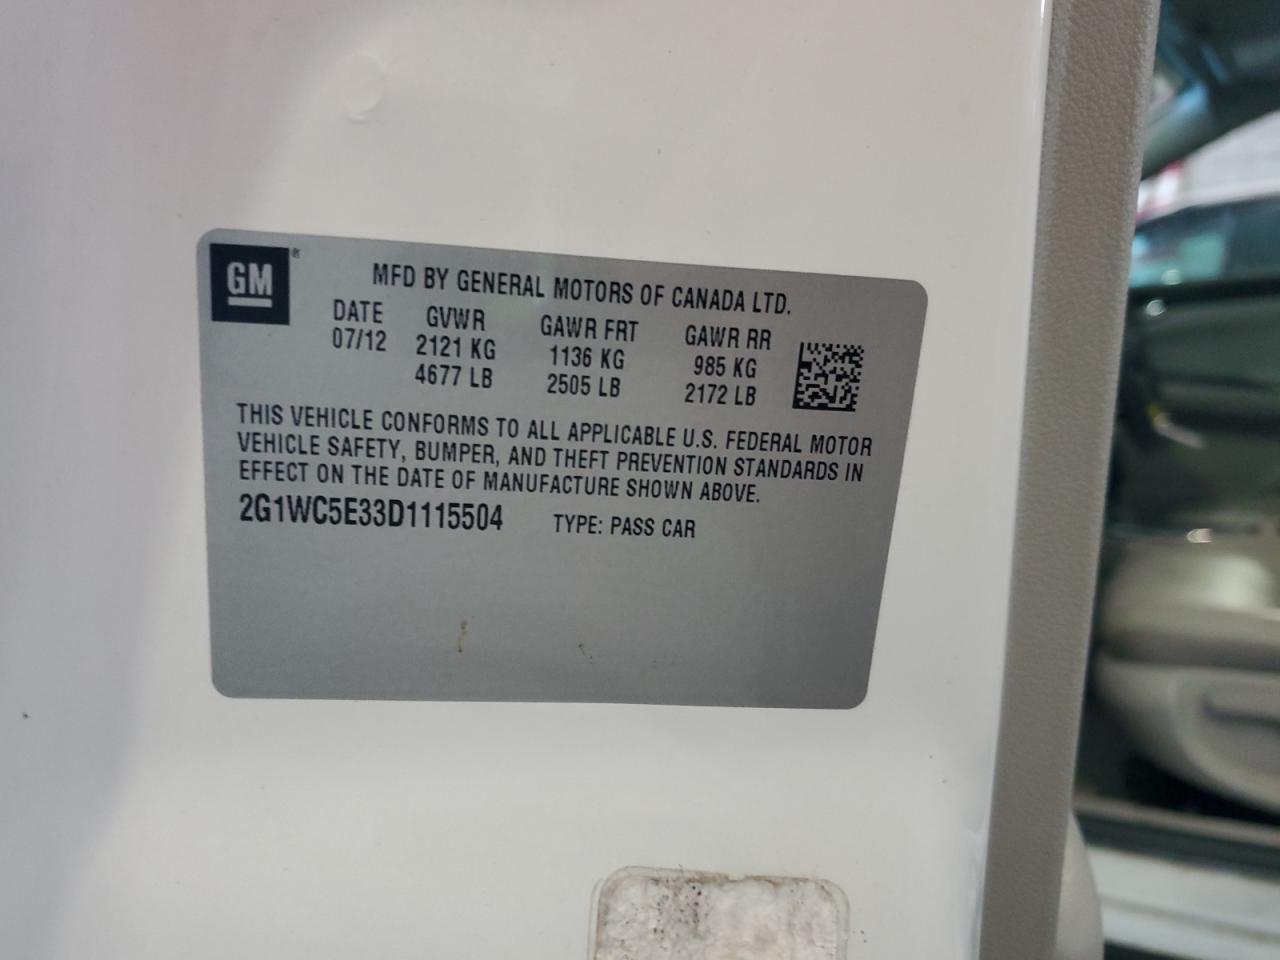 GM®
MFD BY GENERAL MOTORS OF CANADA LTD.
DATE GVWR GAWR FRT GAWR RR
07/12 2121 KG 1136 KG 985 KG
4677 LB 2505 LB 2172 LB
THIS VEHICLE CONFORMS TO ALL APPLICABLE U.S. FEDERAL MOTOR
VEHICLE SAFETY, BUMPER, AND THEFT PREVENTION STANDARDS IN
EFFECT ON THE DATE OF MANUFACTURE SHOWN ABOVE.
2G1WC5E33D1115504 TYPE: PASS CAR